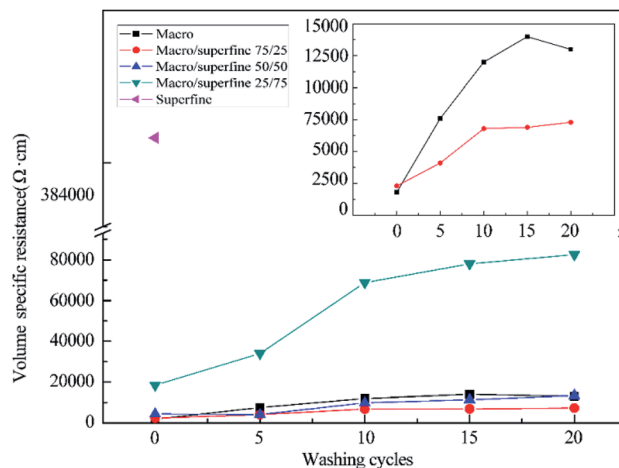 Macro
Macro/superfine 75/25
Macro/superfine 50/50
Macro/superfine 25/75
Superfine
15000
12500
10000
7500
5000
2500
0
0 5 10 15 20
Volume specific resistance(Ω·cm)
384000
80000
60000
40000
20000
0
0 5 10 15 20
Washing cycles